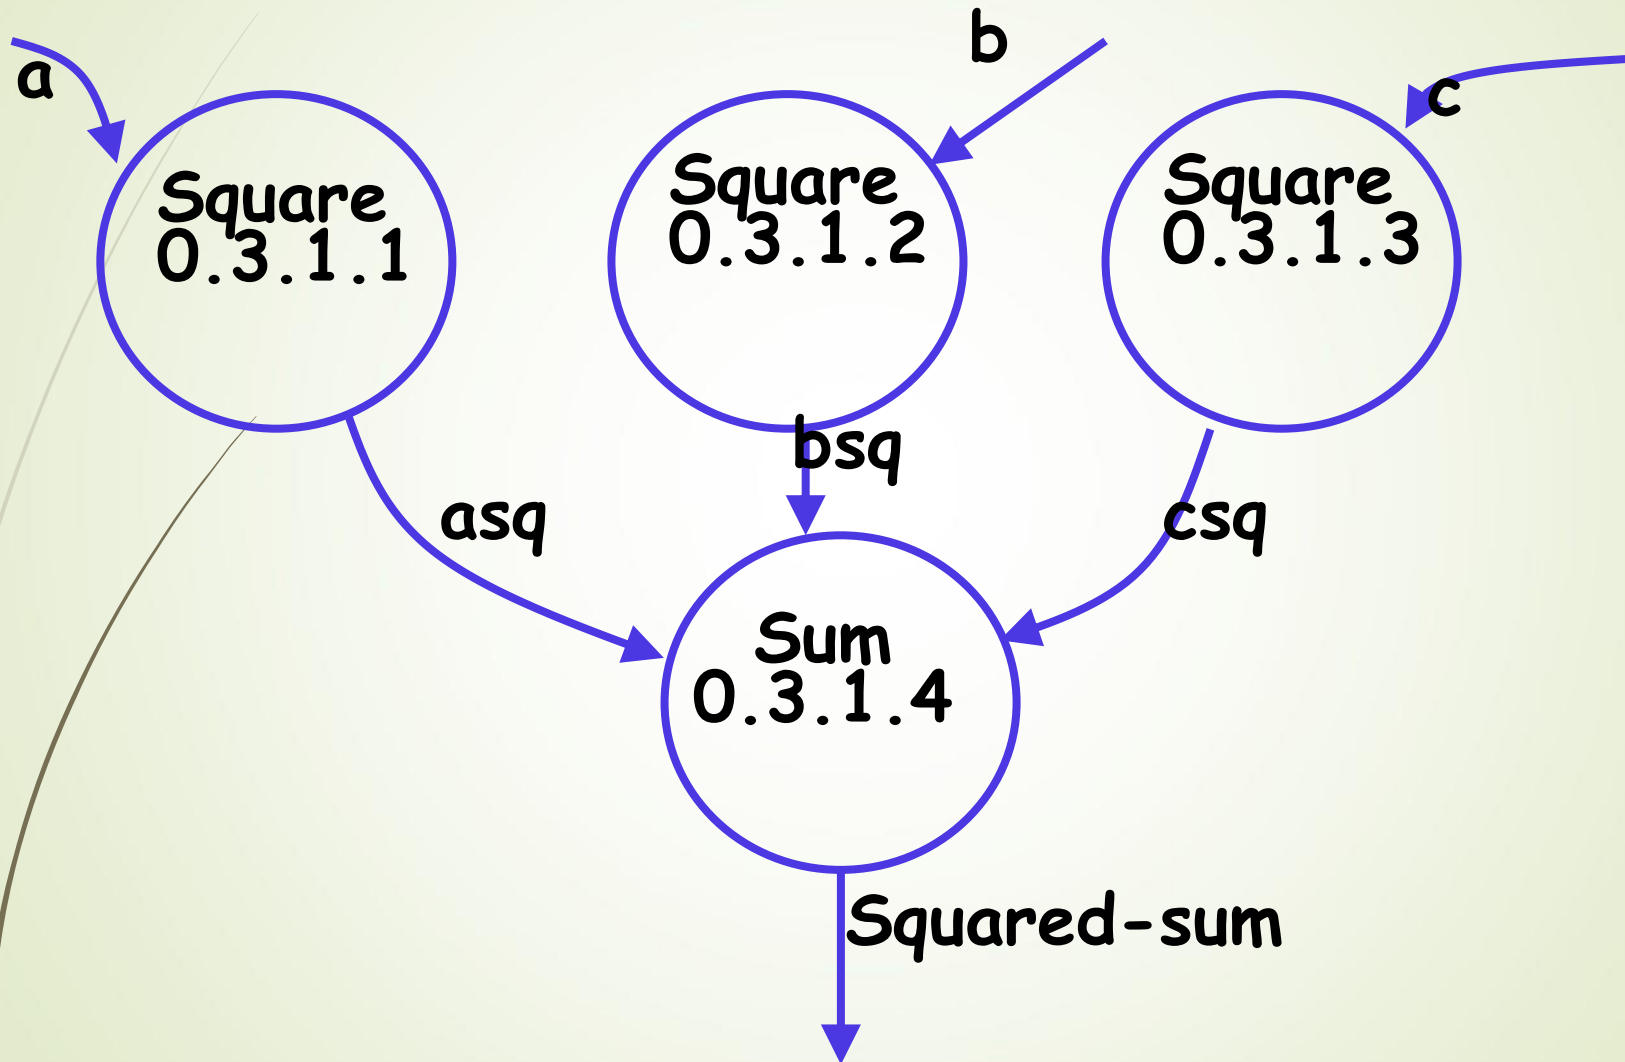 a
b
c
Square
0.3.1.1
Square
0.3.1.2
Square
0.3.1.3
asq
bsq
csq
Sum
0.3.1.4
Squared-sum